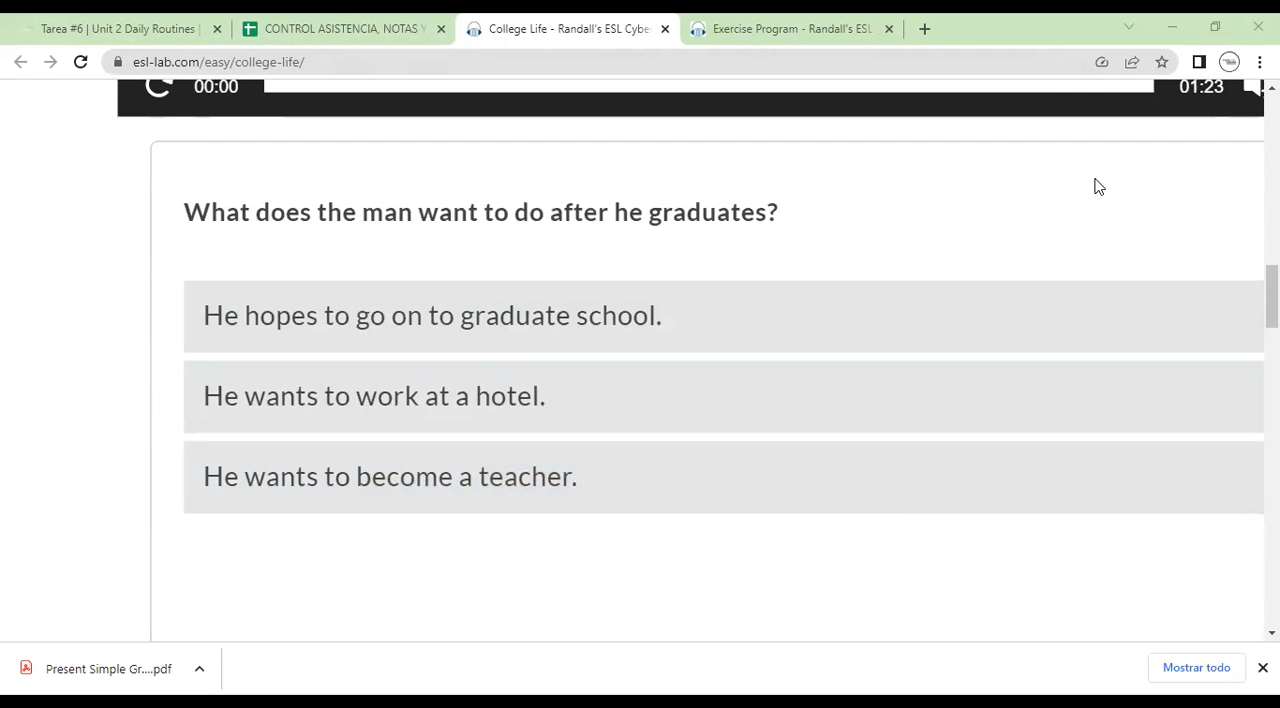 Tarea #6 | Unit 2 Daily Routines |
CONTROL ASISTENCIA, NOTAS Y
College Life - Randall's ESL Cybe
Exercise Program - Randall's ESL
esl-lab.com/easy/college-life/
00:00
01:23
What does the man want to do after he graduates?
He hopes to go on to graduate school.
He wants to work at a hotel.
He wants to become a teacher.
Present Simple Gr....pdf
Mostrar todo